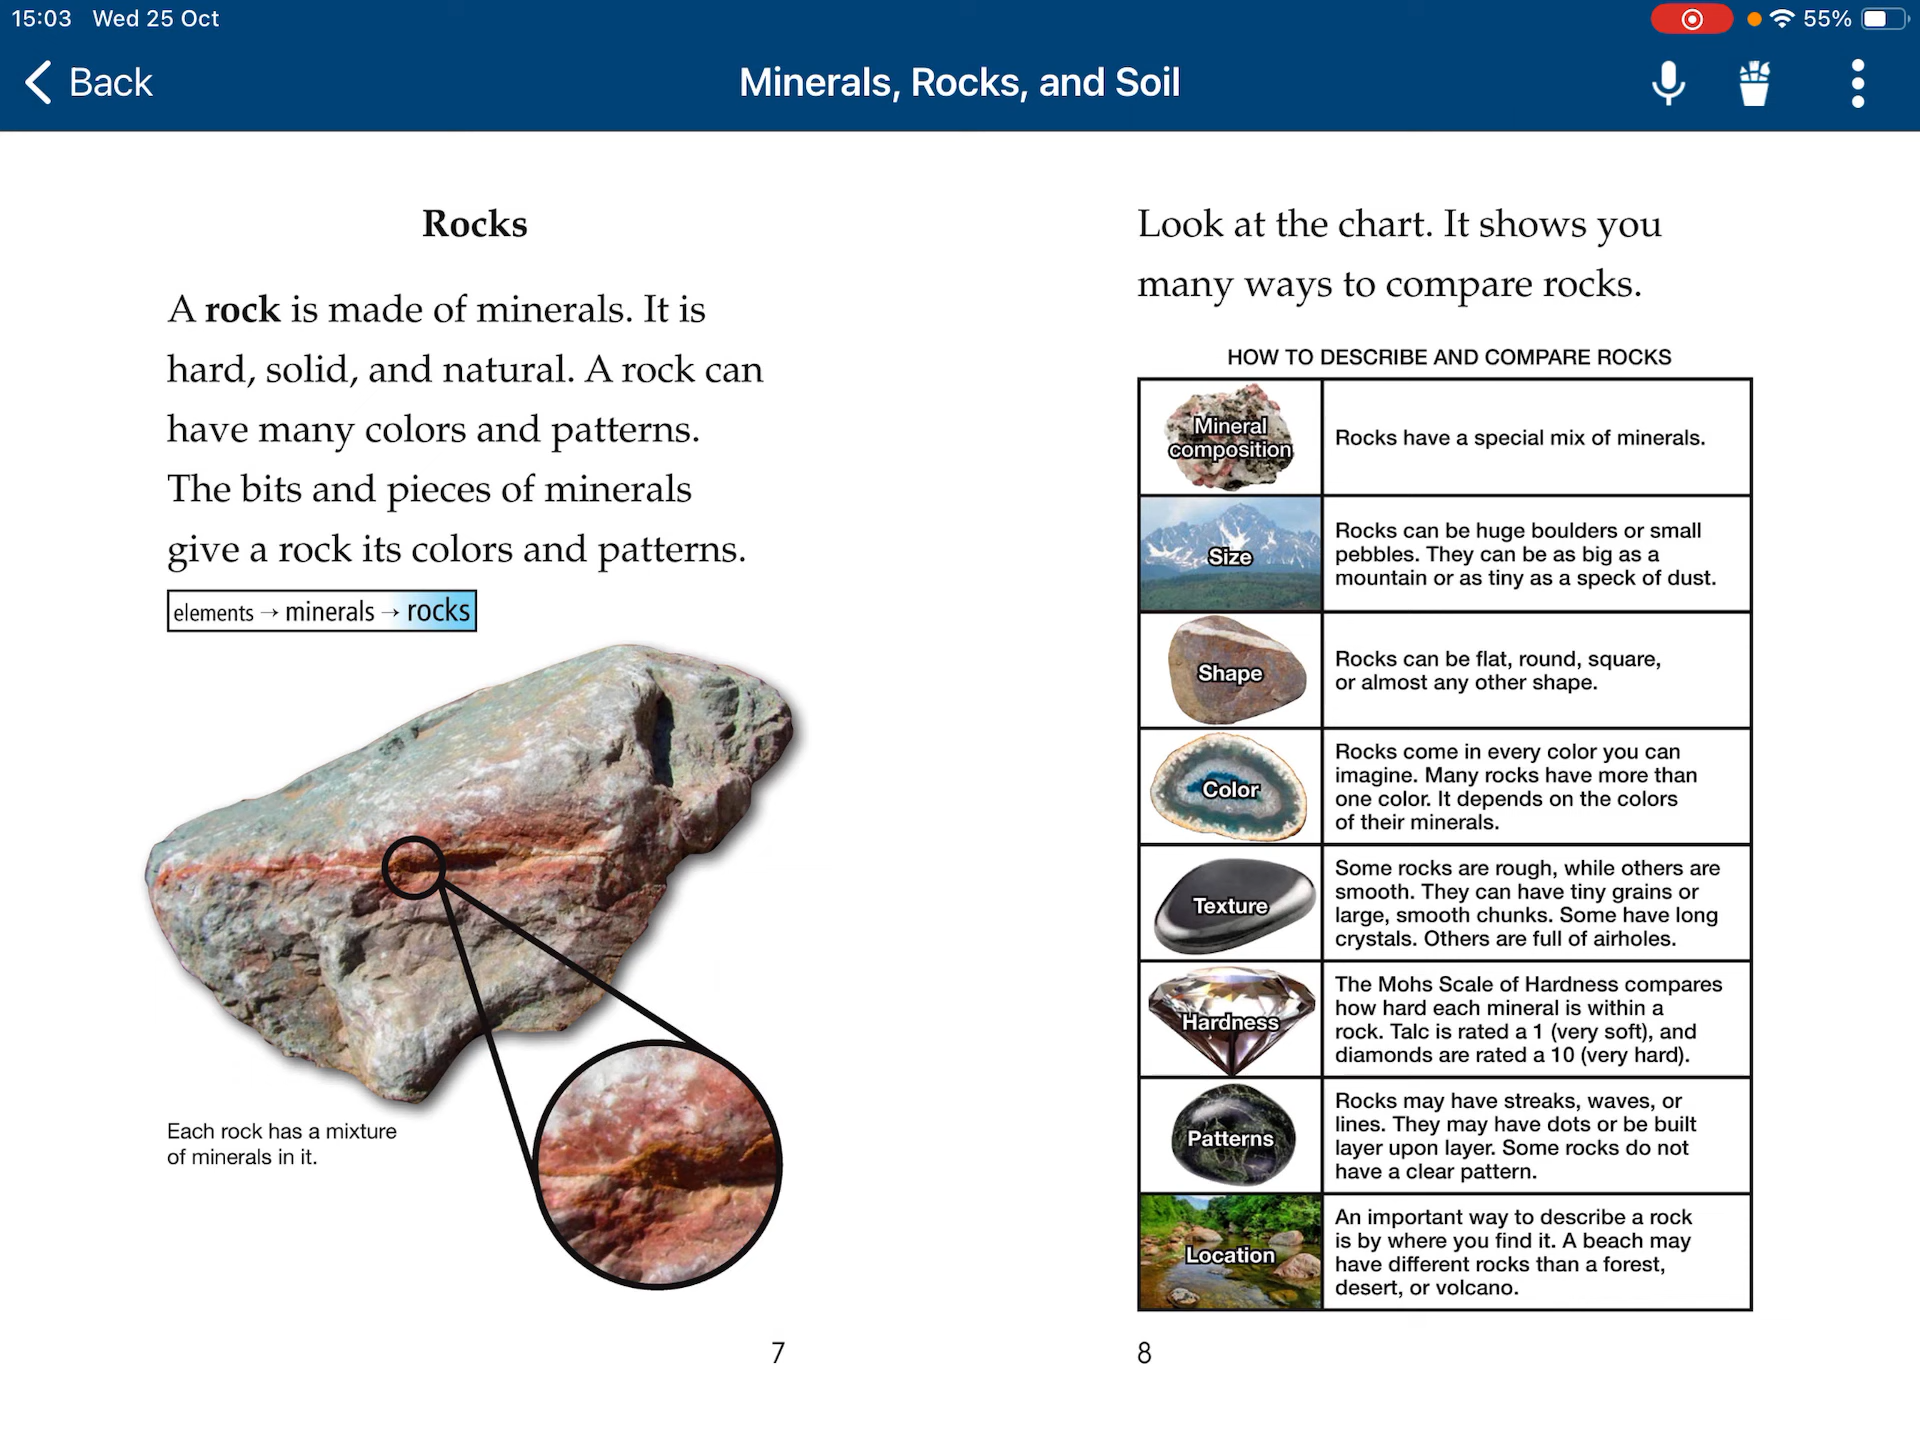 15:03 Wed 25 Oct
55%
Back
Minerals, Rocks, and Soil
Rocks
A rock is made of minerals. It is
hard, solid, and natural. A rock can
have many colors and patterns.
The bits and pieces of minerals
give a rock its colors and patterns.
elements → minerals → rocks
Each rock has a mixture
of minerals in it.
7
Look at the chart. It shows you
many ways to compare rocks.
HOW TO DESCRIBE AND COMPARE ROCKS
Mineral
composition
Rocks have a special mix of minerals.
Size
Rocks can be huge boulders or small
pebbles. They can be as big as a
mountain or as tiny as a speck of dust.
Shape
Rocks can be flat, round, square,
or almost any other shape.
Color
Rocks come in every color you can
imagine. Many rocks have more than
one color. It depends on the colors
of their minerals.
Texture
Some rocks are rough, while others are
smooth. They can have tiny grains or
large, smooth chunks. Some have long
crystals. Others are full of airholes.
Hardness
The Mohs Scale of Hardness compares
how hard each mineral is within a
rock. Talc is rated a 1 (very soft), and
diamonds are rated a 10 (very hard).
Patterns
Rocks may have streaks, waves, or
lines. They may have dots or be built
layer upon layer. Some rocks do not
have a clear pattern.
Location
An important way to describe a rock
is by where you find it. A beach may
have different rocks than a forest,
desert, or volcano.
8